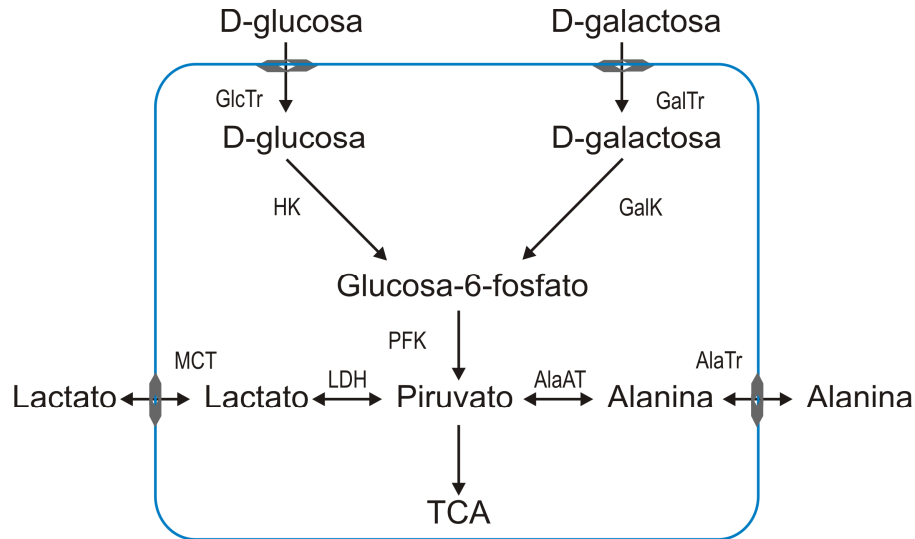 D-glucosa D-galactosa
GlcTr GalTr
D-glucosa D-galactosa
HK GalK
Glucosa-6-fosfato
PFK
MCT AlaTr
LDH AlaAT
Lactato Lactato Piruvato Alanina Alanina
TCA